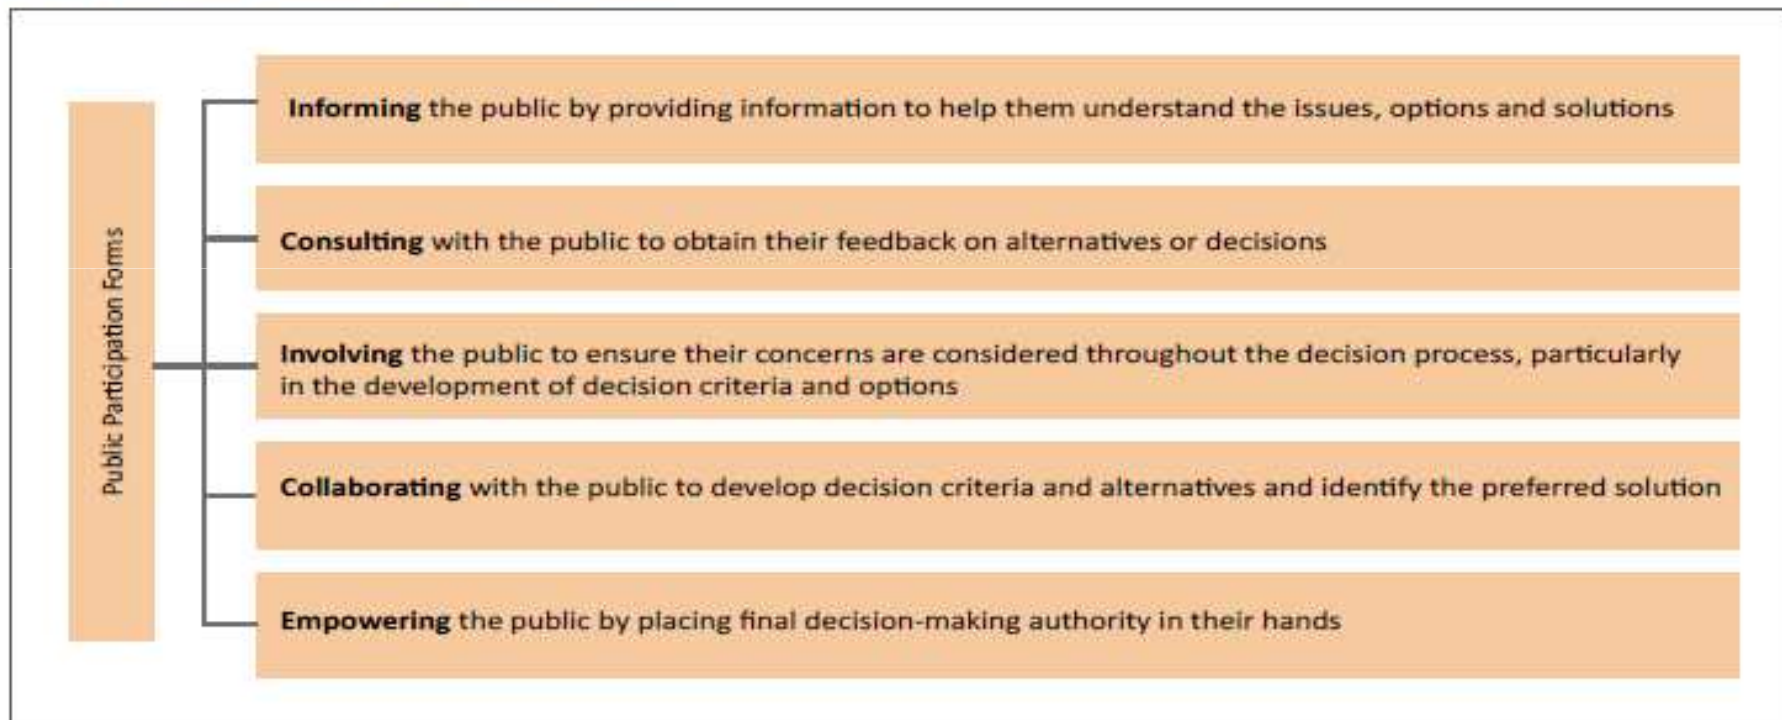 Public Participation Forms
Informing the public by providing information to help them understand the issues, options and solutions
Consulting with the public to obtain their feedback on alternatives or decisions
Involving the public to ensure their concerns are considered throughout the decision process, particularly
in the development of decision criteria and options
Collaborating with the public to develop decision criteria and alternatives and identify the preferred solution
Empowering the public by placing final decision-making authority in their hands